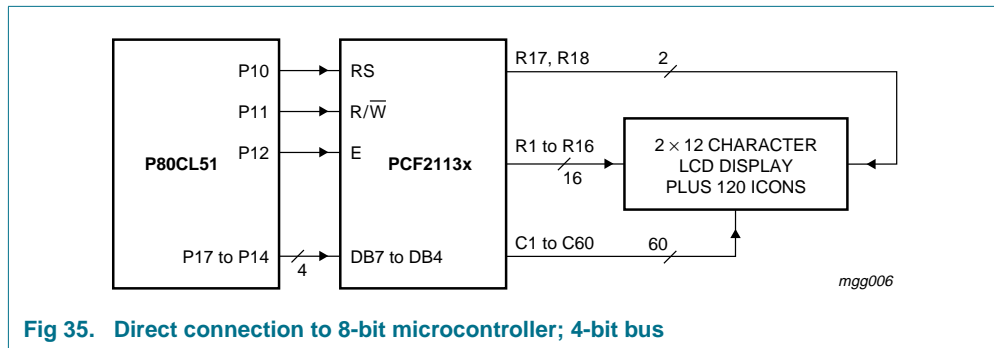 P80CL51
P10
P11
P12
P17 to P14
4
PCF2113x
RS
R/W̅
E
DB7 to DB4
R17, R18
2
R1 to R16
16
C1 to C60
60
2 × 12 CHARACTER
LCD DISPLAY
PLUS 120 ICONS
mgg006
Fig 35. Direct connection to 8-bit microcontroller; 4-bit bus